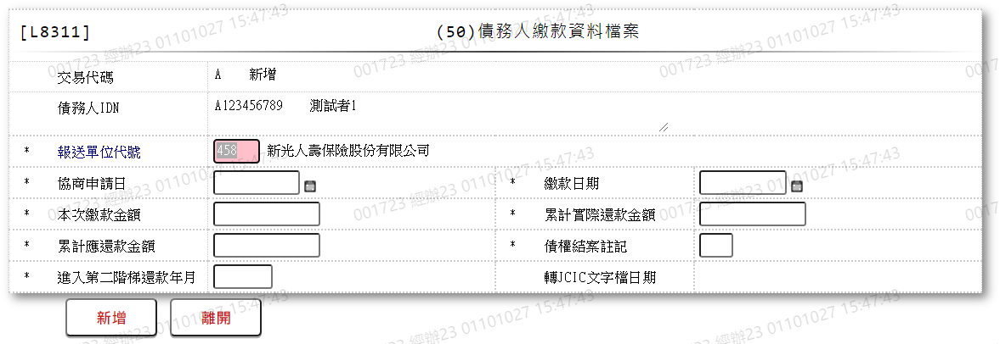 [L8311] (50)債務人繳款資料檔案
交易代碼 A 新增
債務人IDN A123456789 測試者1
* 報送單位代號 458 新光人壽保險股份有限公司
* 協商申請日 * 繳款日期
* 本次繳款金額 * 累計實際還款金額
* 累計應還款金額 * 債權結案註記
* 進入第二階梯還款年月 轉JCIC文字檔日期
新增 離開
001723 經辦23 01101027 15:47:43